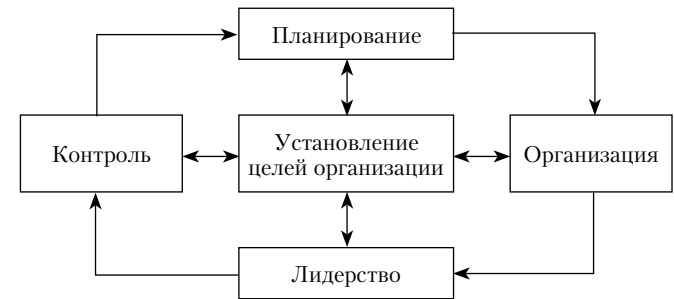 Планирование
Контроль
Установление
целей организации
Организация
Лидерство